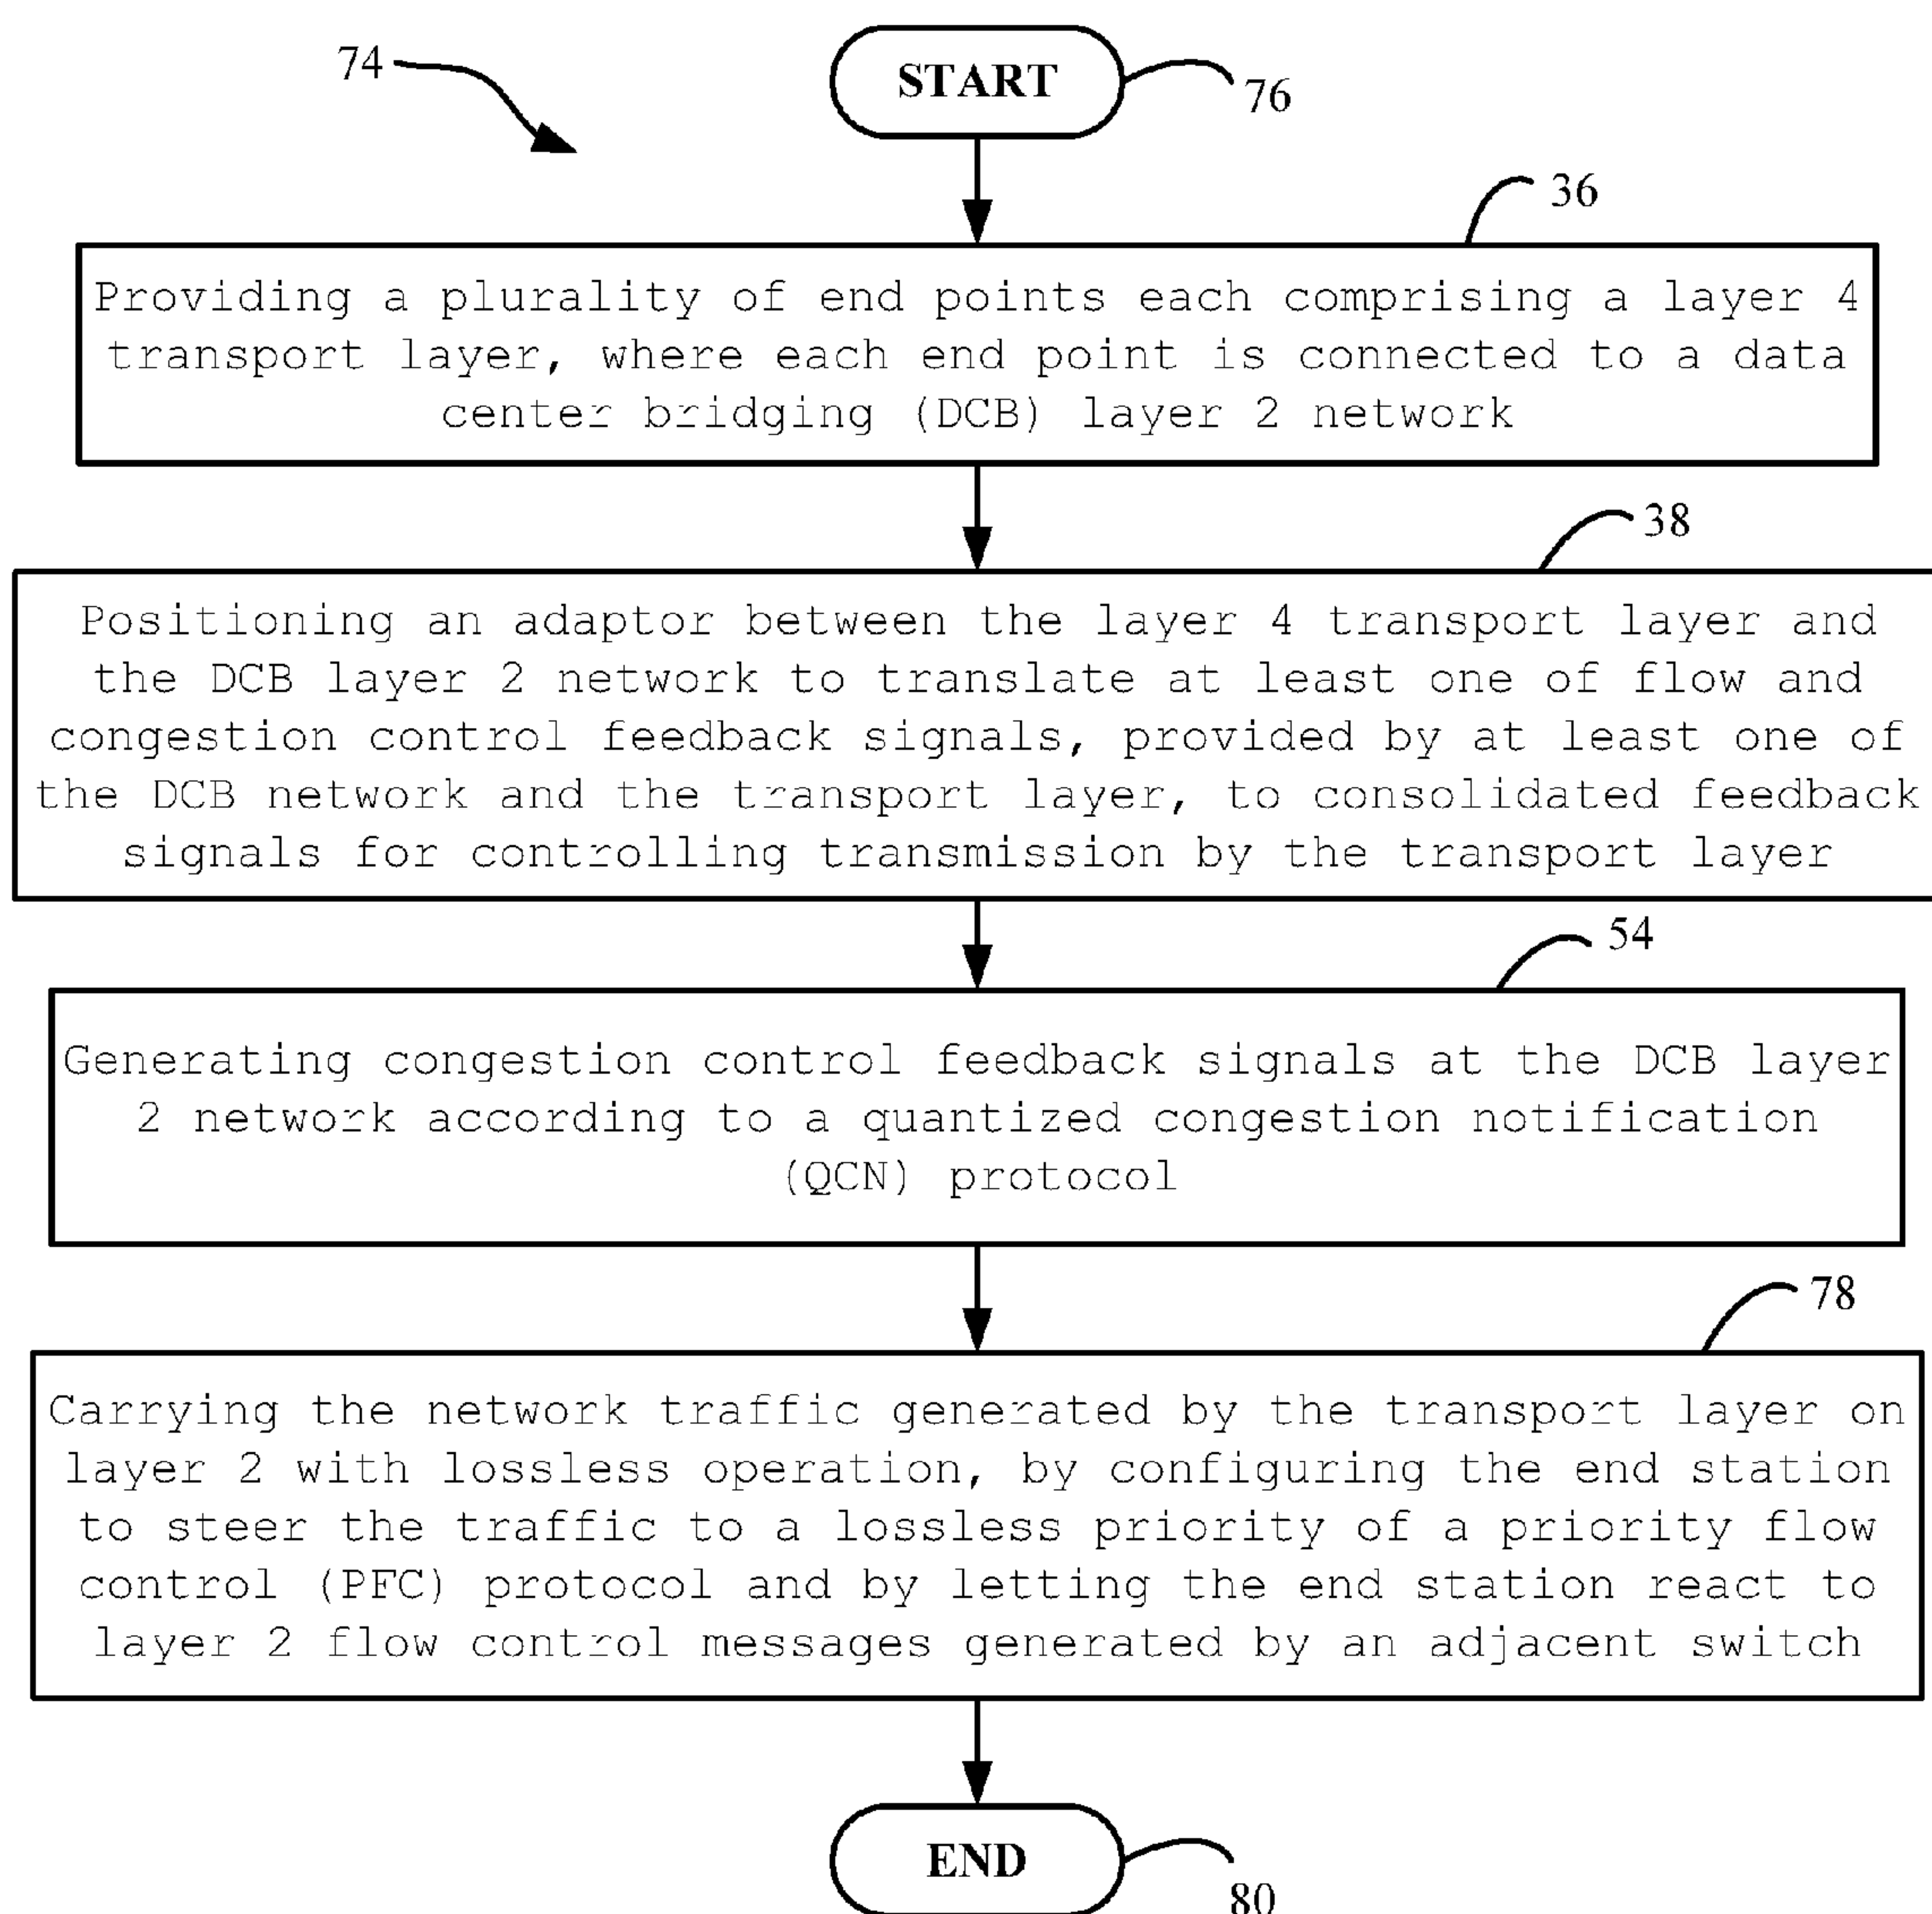 74
START
76
36
Providing a plurality of end points each comprising a layer 4
transport layer, where each end point is connected to a data
center bridging (DCB) layer 2 network
38
Positioning an adaptor between the layer 4 transport layer and
the DCB layer 2 network to translate at least one of flow and
congestion control feedback signals, provided by at least one of
the DCB network and the transport layer, to consolidated feedback
signals for controlling transmission by the transport layer
54
Generating congestion control feedback signals at the DCB layer
2 network according to a quantized congestion notification
(QCN) protocol
78
Carrying the network traffic generated by the transport layer on
layer 2 with lossless operation, by configuring the end station
to steer the traffic to a lossless priority of a priority flow
control (PFC) protocol and by letting the end station react to
layer 2 flow control messages generated by an adjacent switch
END
80